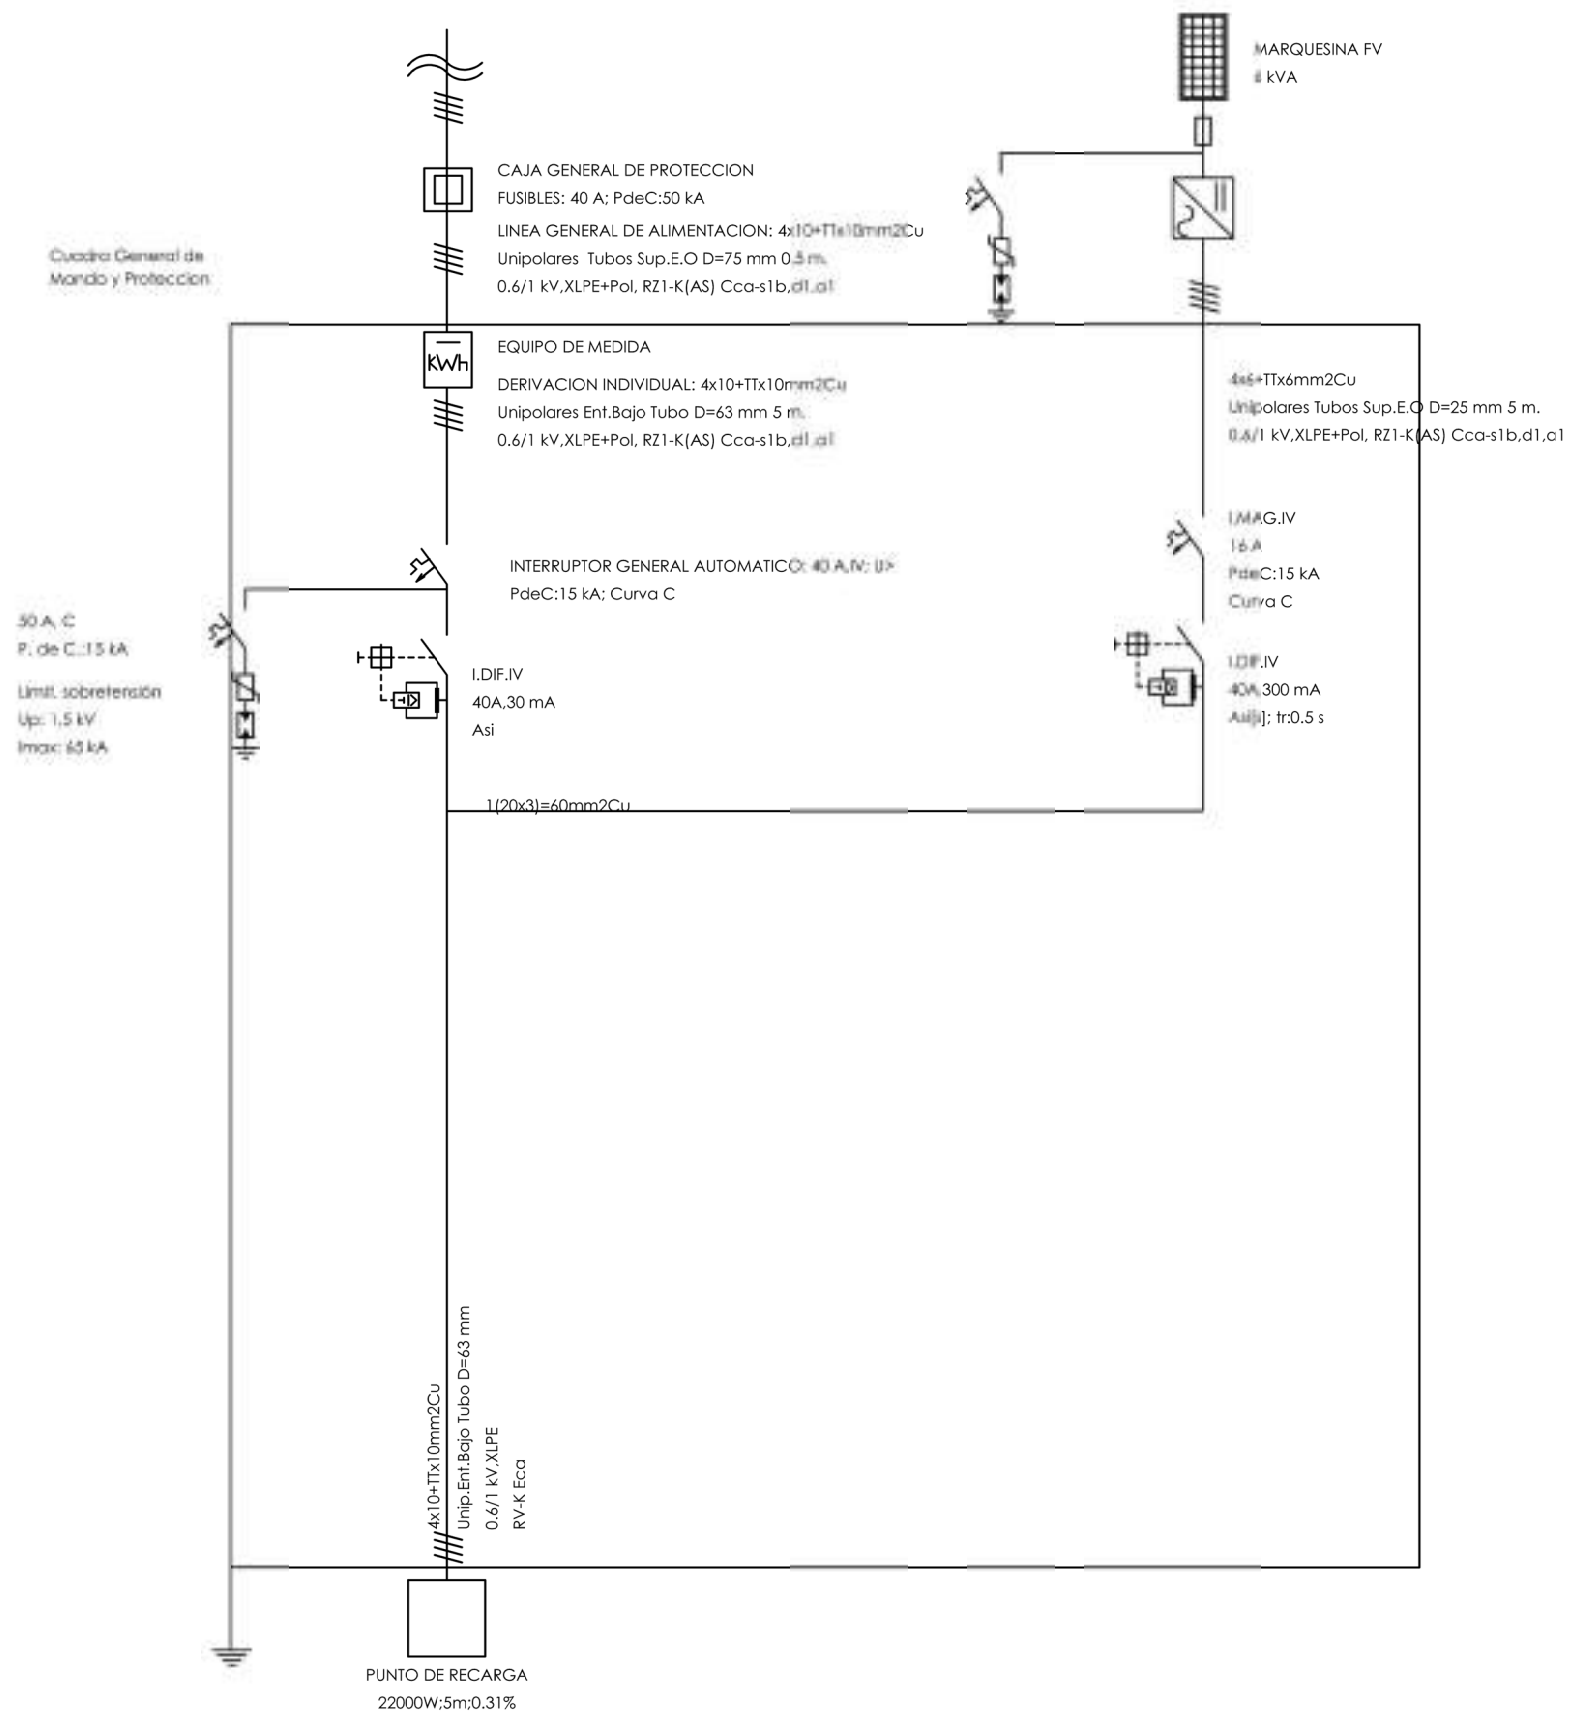 MARQUESINA FV
kVA
CAJA GENERAL DE PROTECCION
FUSIBLES: 40 A; PdeC:50 kA
LINEA GENERAL DE ALIMENTACION: 4x10+TTx10mm2Cu
Unipolares Tubos Sup.E.O D=75 mm 0.5 m.
0.6/1 kV,XLPE+Pol, RZ1-K(AS) Cca-s1b,d1,a1
Cuadro General de
Mando y Proteccion
KWh
EQUIPO DE MEDIDA
DERIVACION INDIVIDUAL: 4x10+TTx10mm2Cu
Unipolares Ent.Bajo Tubo D=63 mm 5 m.
0.6/1 kV,XLPE+Pol, RZ1-K(AS) Cca-s1b,d1,a1
4x6+TTx6mm2Cu
Unipolares Tubos Sup.E.O D=25 mm 5 m.
0.6/1 kV,XLPE+Pol, RZ1-K(AS) Cca-s1b,d1,a1
INTERRUPTOR GENERAL AUTOMATICO: 40 A,IV; U>
PdeC:15 kA; Curva C
I.MAG.IV
16 A
PdeC:15 kA
Curva C
50 A, C
P. de C.:15 kA
Limit. sobretensión
Up: 1,5 kV
Imax: 65 kA
I.DIF.IV
40A,30 mA
Asi
I.DIF.IV
40A,300 mA
Asi[s]; tr:0.5 s
1(20x3)=60mm2Cu
4x10+TTx10mm2Cu
Unip.Ent.Bajo Tubo D=63 mm
0.6/1 kV,XLPE
RV-K Eca
PUNTO DE RECARGA
22000W;5m;0.31%